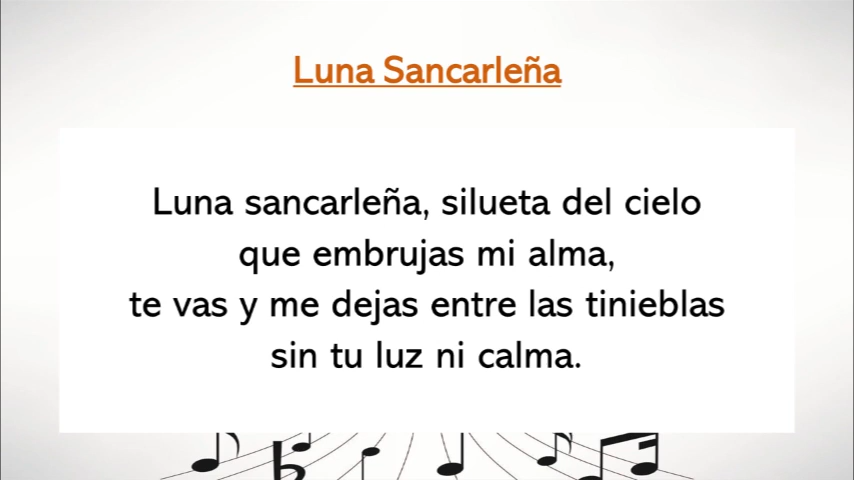 Luna Sancarleña
Luna sancarleña, silueta del cielo
que embrujas mi alma,
te vas y me dejas entre las tinieblas
sin tu luz ni calma.